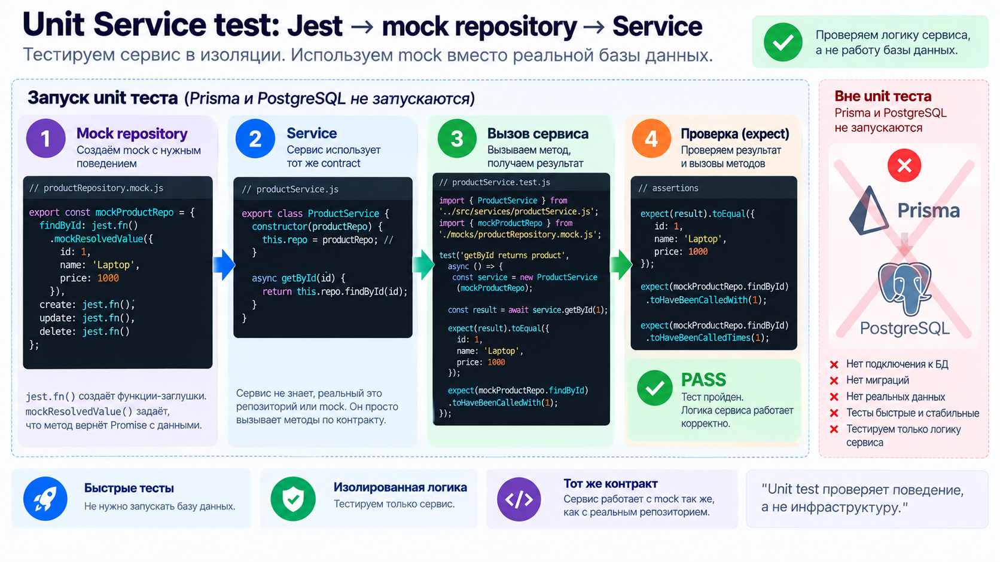 Unit Service test: Jest → mock repository → Service
Тестируем сервис в изоляции. Используем mock вместо реальной базы данных.
Проверяем логику сервиса,
а не работу базы данных.
Запуск unit теста (Prisma и PostgreSQL не запускаются)
1
Mock repository
Создаём mock с нужным
поведением
// productRepository.mock.js
export const mockProductRepo = {
findById: jest.fn()
.mockResolvedValue({
id: 1,
name: 'Laptop',
price: 1000
}),
create: jest.fn(),
update: jest.fn(),
delete: jest.fn()
};
jest.fn() создаёт функции-заглушки.
mockResolvedValue() задаёт,
что метод вернёт Promise с данными.
2
Service
Сервис использует
тот же contract
// productService.js
export class ProductService {
constructor(productRepo) {
this.repo = productRepo; //
}
async getById(id) {
return this.repo.findById(id);
}
}
Сервис не знает, реальный это
репозиторий или mock. Он просто
вызывает методы по контракту.
3
Вызов сервиса
Вызываем метод,
получаем результат
// productService.test.js
import { ProductService } from
'../src/services/productService.js';
import { mockProductRepo } from
'./mocks/productRepository.mock.js';
test('getById returns product',
async () => {
const service = new ProductService
(mockProductRepo);
const result = await service.getById(1);
expect(result).toEqual({
id: 1,
name: 'Laptop',
price: 1000
});
expect(mockProductRepo.findById)
.toHaveBeenCalledWith(1);
});
4
Проверка (expect)
Проверяем результат
и вызовы методов
// assertions
expect(result).toEqual({
id: 1,
name: 'Laptop',
price: 1000
});
expect(mockProductRepo.findById)
.toHaveBeenCalledWith(1);
expect(mockProductRepo.findById)
.toHaveBeenCalledTimes(1);
PASS
Тест пройден.
Логика сервиса работает
корректно.
Вне unit теста
Prisma и PostgreSQL
не запускаются
Prisma
PostgreSQL
Нет подключения к БД
Нет миграций
Нет реальных данных
Тесты быстрые и стабильные
Тестируем только логику
сервиса
Быстрые тесты
Не нужно запускать базу данных.
Изолированная логика
Тестируем только сервис.
</>
Тот же контракт
Сервис работает с mock так же,
как с реальным репозиторием.
"Unit test проверяет поведение,
а не инфраструктуру."